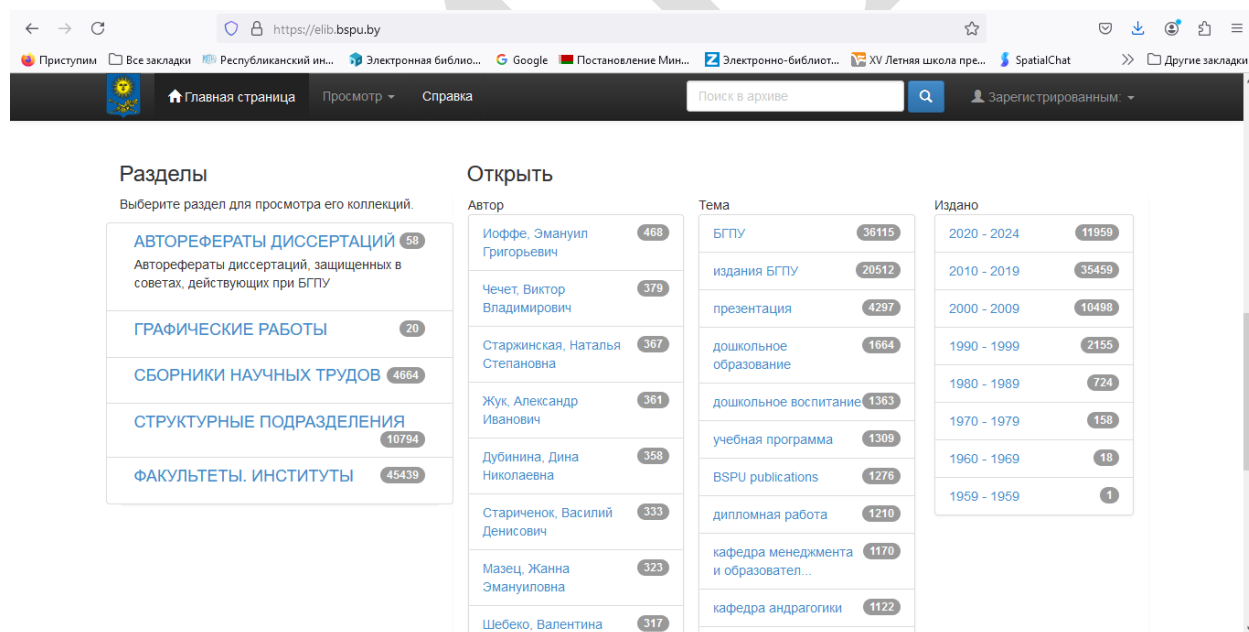 https://elib.bspu.by
Приступим
Все закладки
Республиканский ин...
Электронная библио...
Google
Постановление Мин...
Электронно-библиот...
XV Летняя школа пре...
SpatialChat
Другие закладки
Главная страница
Просмотр
Справка
Поиск в архиве
Зарегистрированным:
Разделы
Выберите раздел для просмотра его коллекций.
АВТОРЕФЕРАТЫ ДИССЕРТАЦИЙ 58
Авторефераты диссертаций, защищенных в
советах, действующих при БГПУ
ГРАФИЧЕСКИЕ РАБОТЫ 20
СБОРНИКИ НАУЧНЫХ ТРУДОВ 4664
СТРУКТУРНЫЕ ПОДРАЗДЕЛЕНИЯ
10794
ФАКУЛЬТЕТЫ. ИНСТИТУТЫ 45439
Открыть
Автор
Иоффе, Эмануил 468
Григорьевич
Чечет, Виктор 379
Владимирович
Старжинская, Наталья 367
Степановна
Жук, Александр 361
Иванович
Дубинина, Дина 358
Николаевна
Стариченок, Василий 333
Денисович
Мазец, Жанна 323
Эмануиловна
Шебеко, Валентина 317
Тема
БГПУ 36115
издания БГПУ 20512
презентация 4297
дошкольное 1664
образование
дошкольное воспитание 1363
учебная программа 1309
BSPU publications 1276
дипломная работа 1210
кафедра менеджмента 1170
и образовател...
кафедра андрагогики 1122
Издано
2020 - 2024 11959
2010 - 2019 35459
2000 - 2009 10498
1990 - 1999 2155
1980 - 1989 724
1970 - 1979 158
1960 - 1969 18
1959 - 1959 1